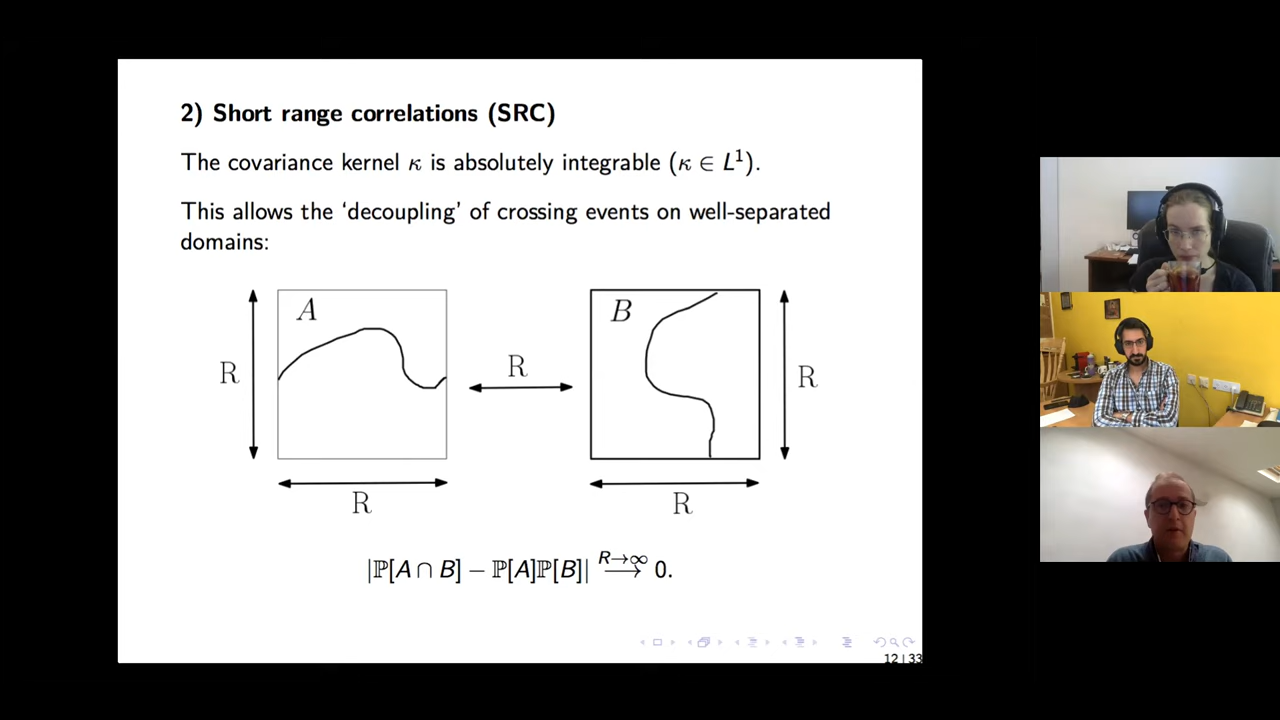 2) Short range correlations (SRC)
The covariance kernel κ is absolutely integrable (κ ∈ L¹).
This allows the ‘decoupling’ of crossing events on well-separated
domains:
A
B
R
R
R
R
R
|ℙ[A ∩ B] − ℙ[A]ℙ[B]| R→∞⟶ 0.
12 | 33